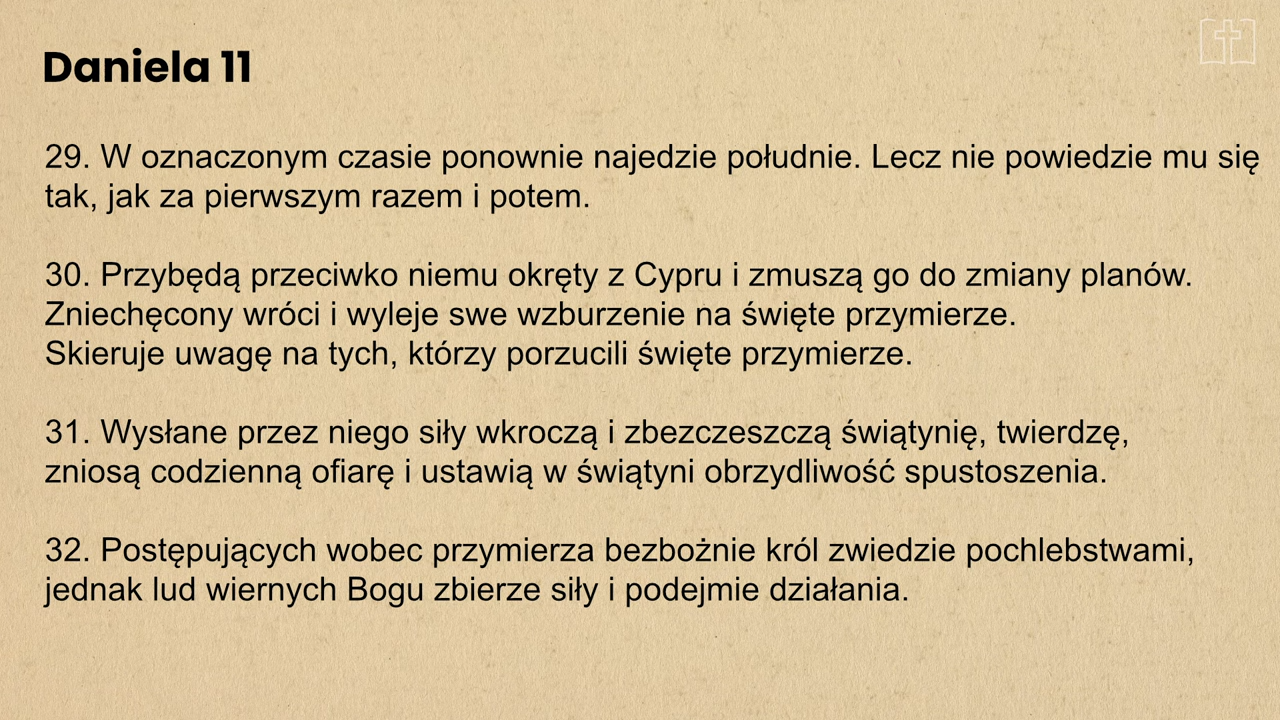 Daniela 11
29. W oznaczonym czasie ponownie najedzie południe. Lecz nie powiedzie mu się
tak, jak za pierwszym razem i potem.
30. Przybędą przeciwko niemu okręty z Cypru i zmuszą go do zmiany planów.
Zniechęcony wróci i wyleje swe wzburzenie na święte przymierze.
Skieruje uwagę na tych, którzy porzucili święte przymierze.
31. Wysłane przez niego siły wkroczą i zbezczeszczą świątynię, twierdzę,
zniosą codzienną ofiarę i ustawią w świątyni obrzydliwość spustoszenia.
32. Postępujących wobec przymierza bezbożnie król zwiedzie pochlebstwami,
jednak lud wiernych Bogu zbierze siły i podejmie działania.